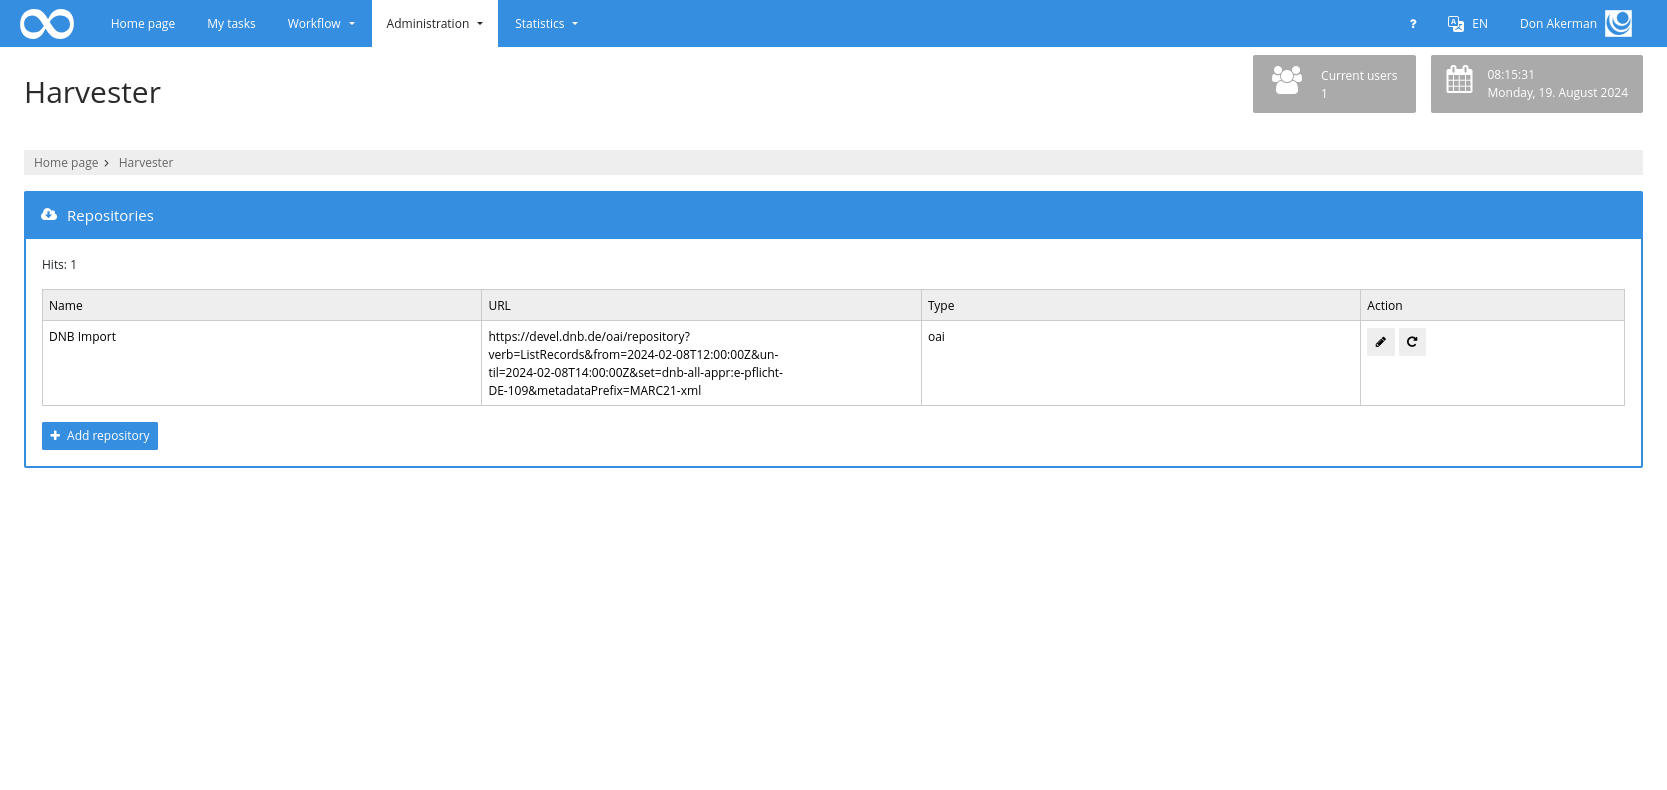 Home page My tasks Workflow Administration Statistics ? EN Don Akerman
Harvester
Current users
1
08:15:31
Monday, 19. August 2024
Home page › Harvester
Repositories
Hits: 1
Name URL Type Action
DNB Import https://devel.dnb.de/oai/repository? oai
verb=ListRecords&from=2024-02-08T12:00:00Z&un-
til=2024-02-08T14:00:00Z&set=dnb-all-appr:e-pflicht-
DE-109&metadataPrefix=MARC21-xml
+ Add repository